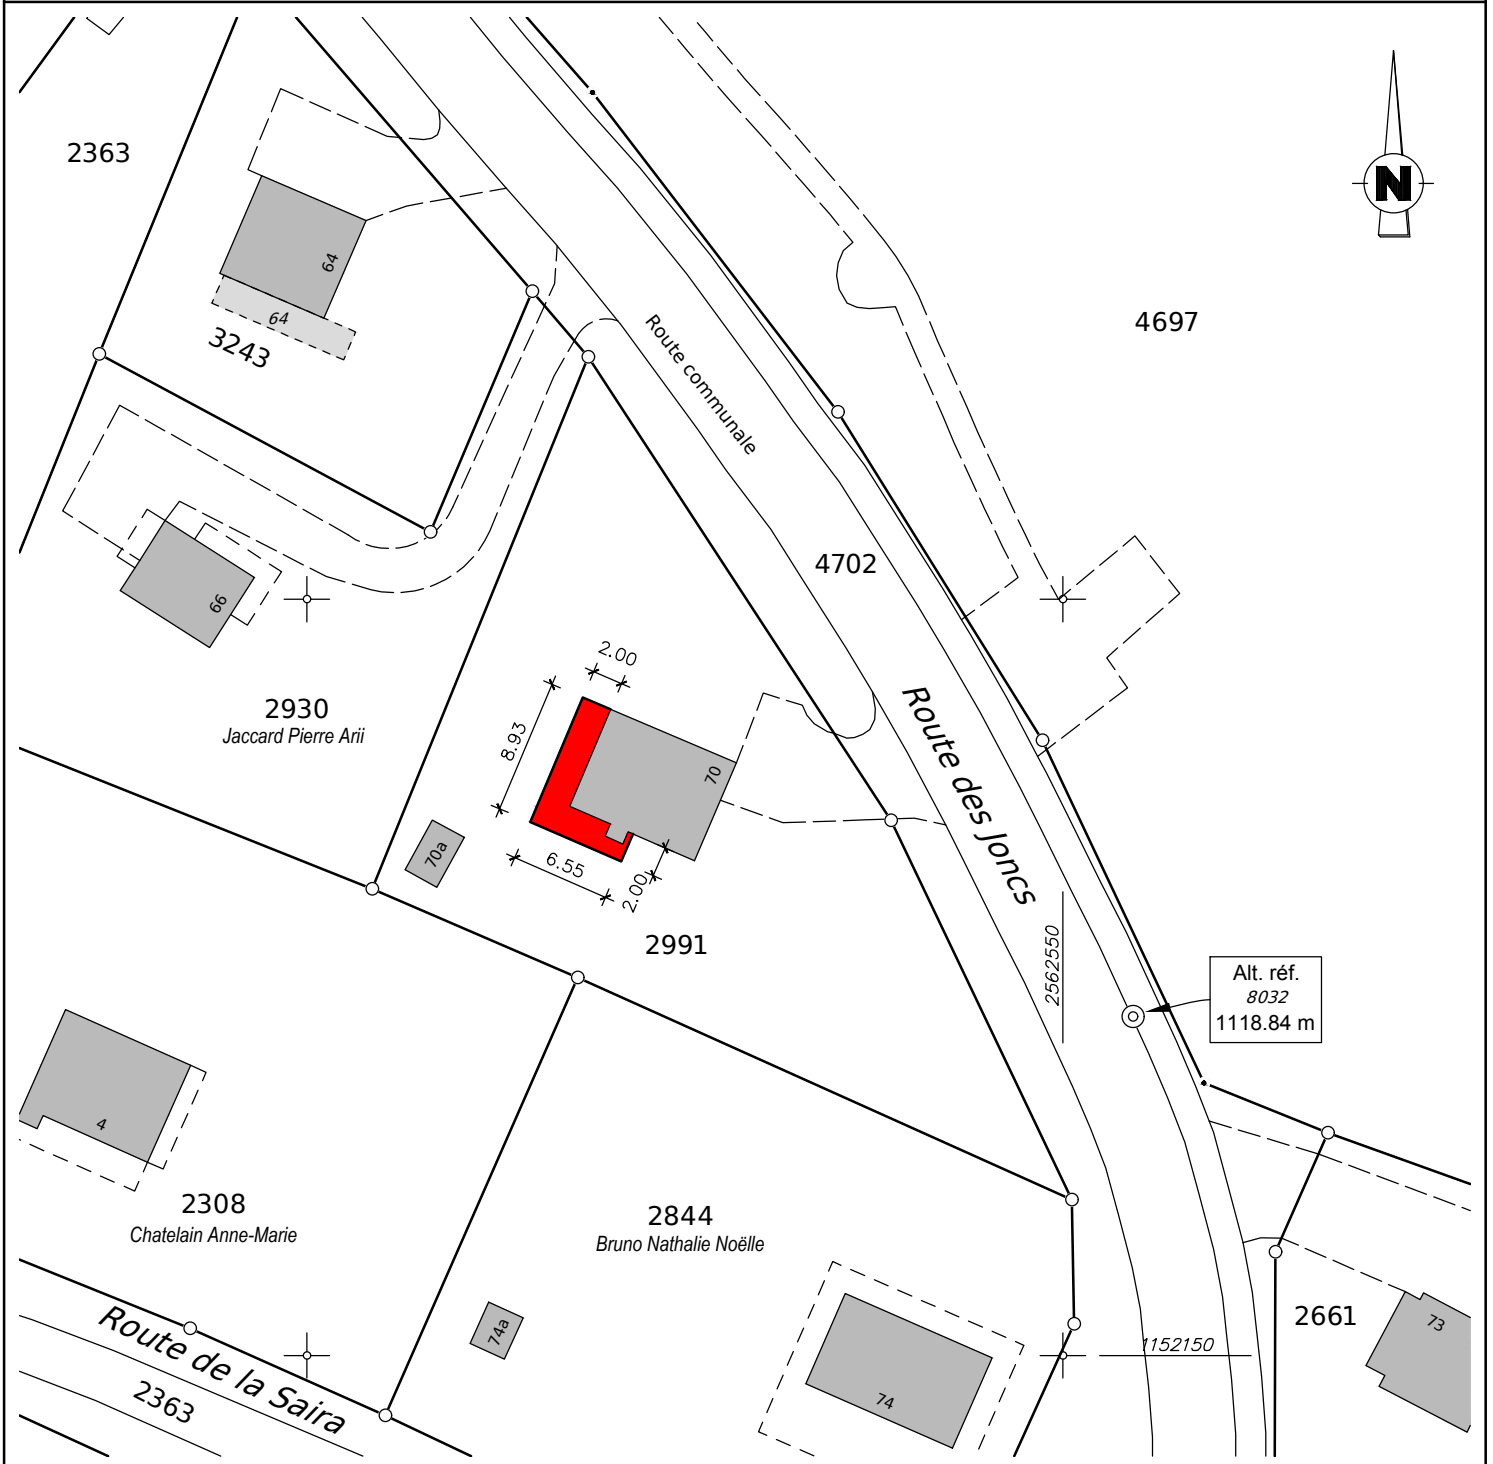 2363
N
64
64
3243
4697
Route communale
4702
66
2.00
2930
Jaccard Pierre Arii
8.93
70
Route des Joncs
70a
6.55
2.00
2991
2562550
Alt. réf.
8032
1118.84 m
4
2308
Chatelain Anne-Marie
2844
Bruno Nathalie Noëlle
Route de la Saira
2363
74a
74
1152150
2661
73